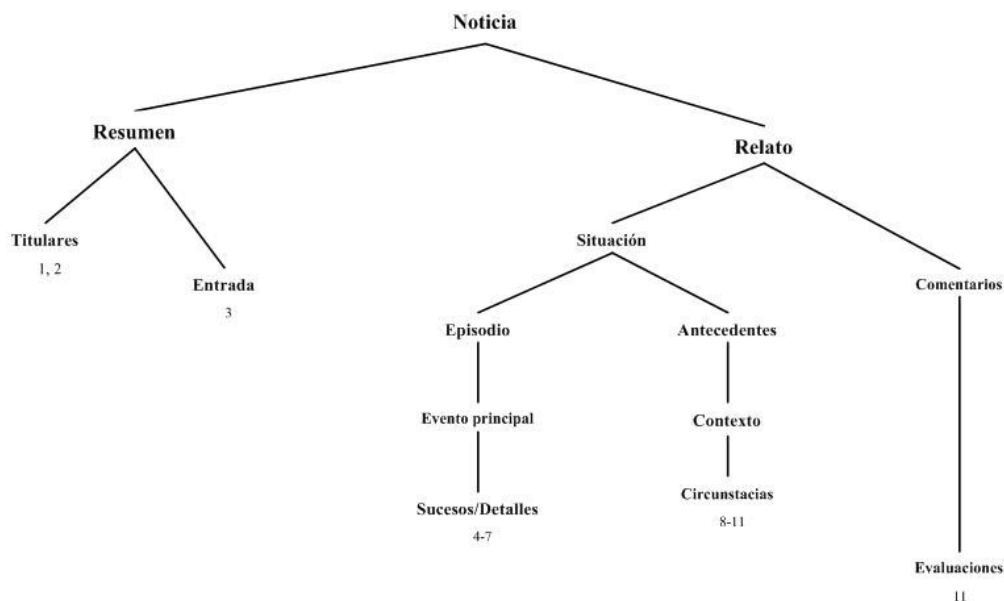 Noticia
Resumen
Relato
Titulares
1, 2
Situación
Entrada
3
Comentarios
Episodio
Antecedentes
Evento principal
Contexto
Circunstacias
8-11
Sucesos/Detalles
4-7
Evaluaciones
11